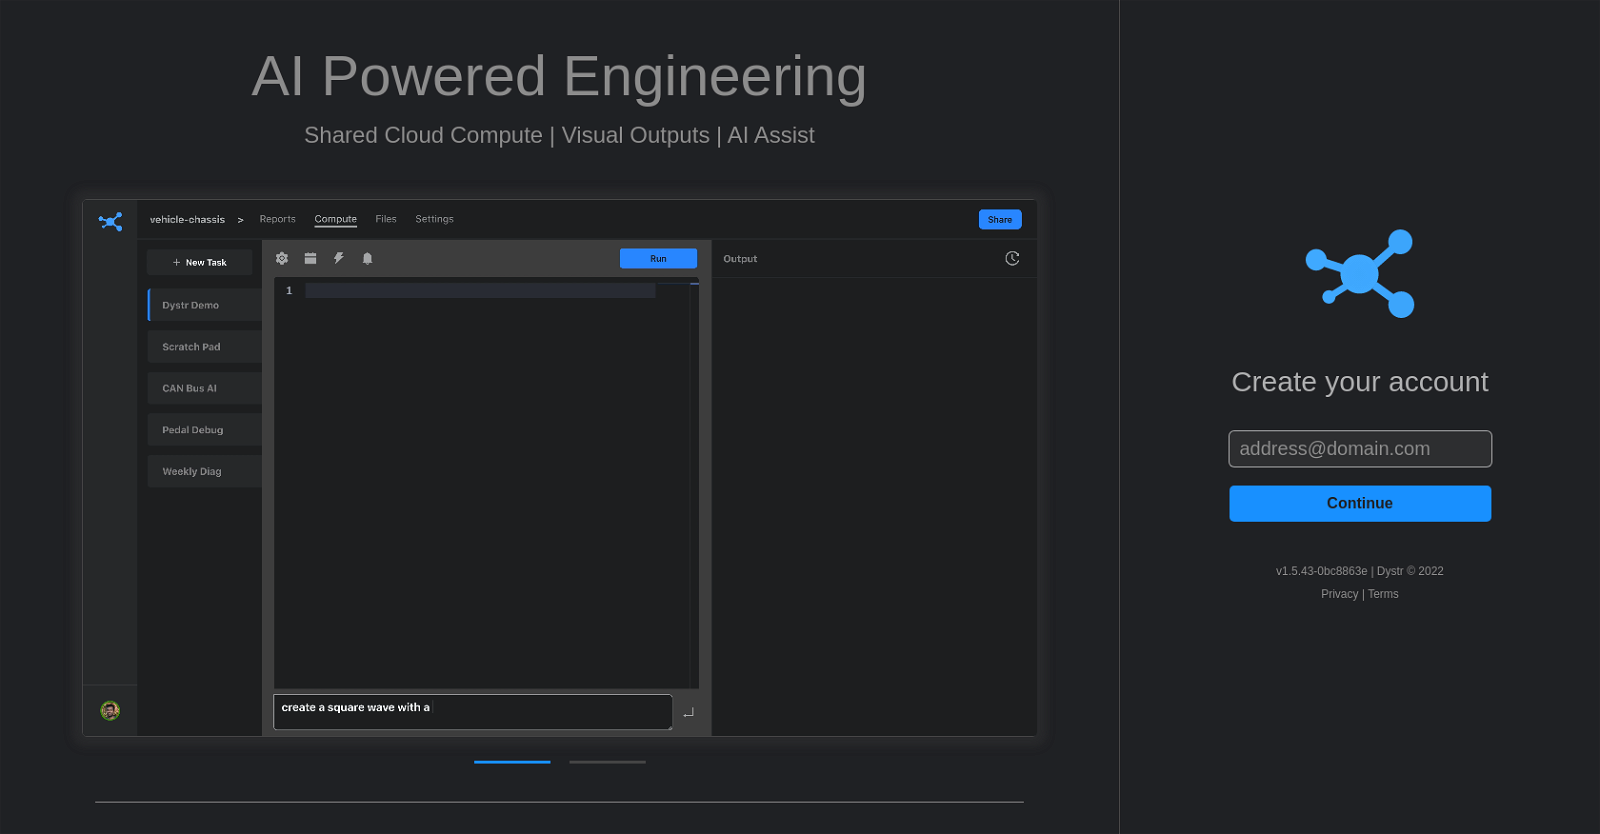 AI Powered Engineering
Shared Cloud Compute | Visual Outputs | AI Assist
vehicle-chassis > Reports Compute Files Settings Share
+ New Task
Run
Output
1
Dystr Demo
Scratch Pad
CAN Bus AI
Pedal Debug
Weekly Diag
create a square wave with a
Create your account
address@domain.com
Continue
v1.5.43-0bc8863e | Dystr © 2022
Privacy | Terms